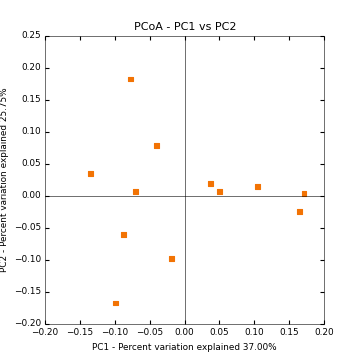 PCoA - PC1 vs PC2
0.25
0.20
0.15
0.10
0.05
0.00
−0.05
−0.10
−0.15
−0.20
PC2 - Percent variation explained 25.75%
−0.20 −0.15 −0.10 −0.05 0.00 0.05 0.10 0.15 0.20
PC1 - Percent variation explained 37.00%